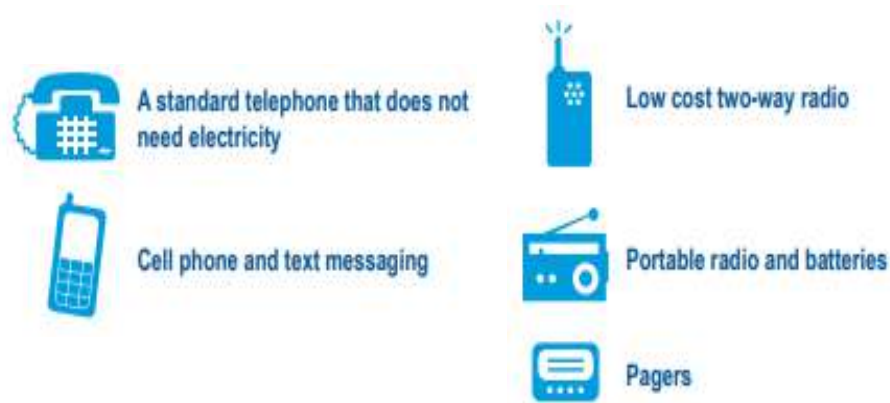 A standard telephone that does not
need electricity
Low cost two-way radio
Cell phone and text messaging
Portable radio and batteries
Pagers